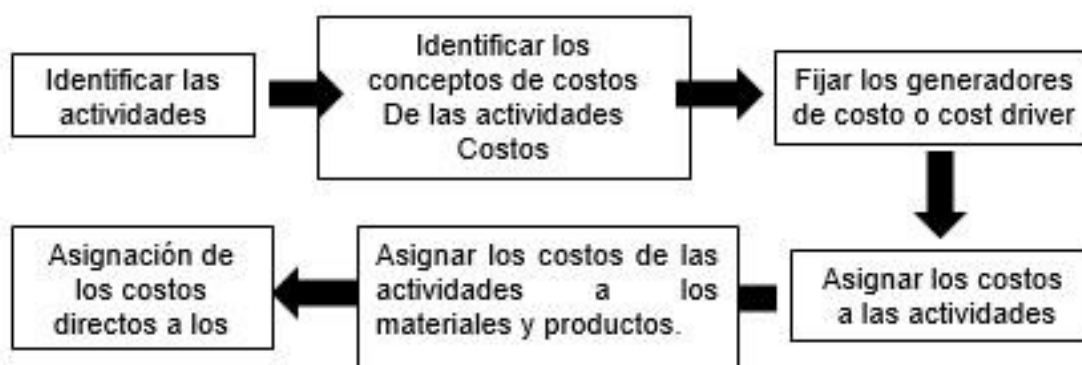 Identificar las
actividades
Identificar los
conceptos de costos
De las actividades
Costos
Fijar los generadores
de costo o cost driver
Asignar los costos
a las actividades
Asignar los costos de las
actividades a los
materiales y productos.
Asignación de
los costos
directos a los